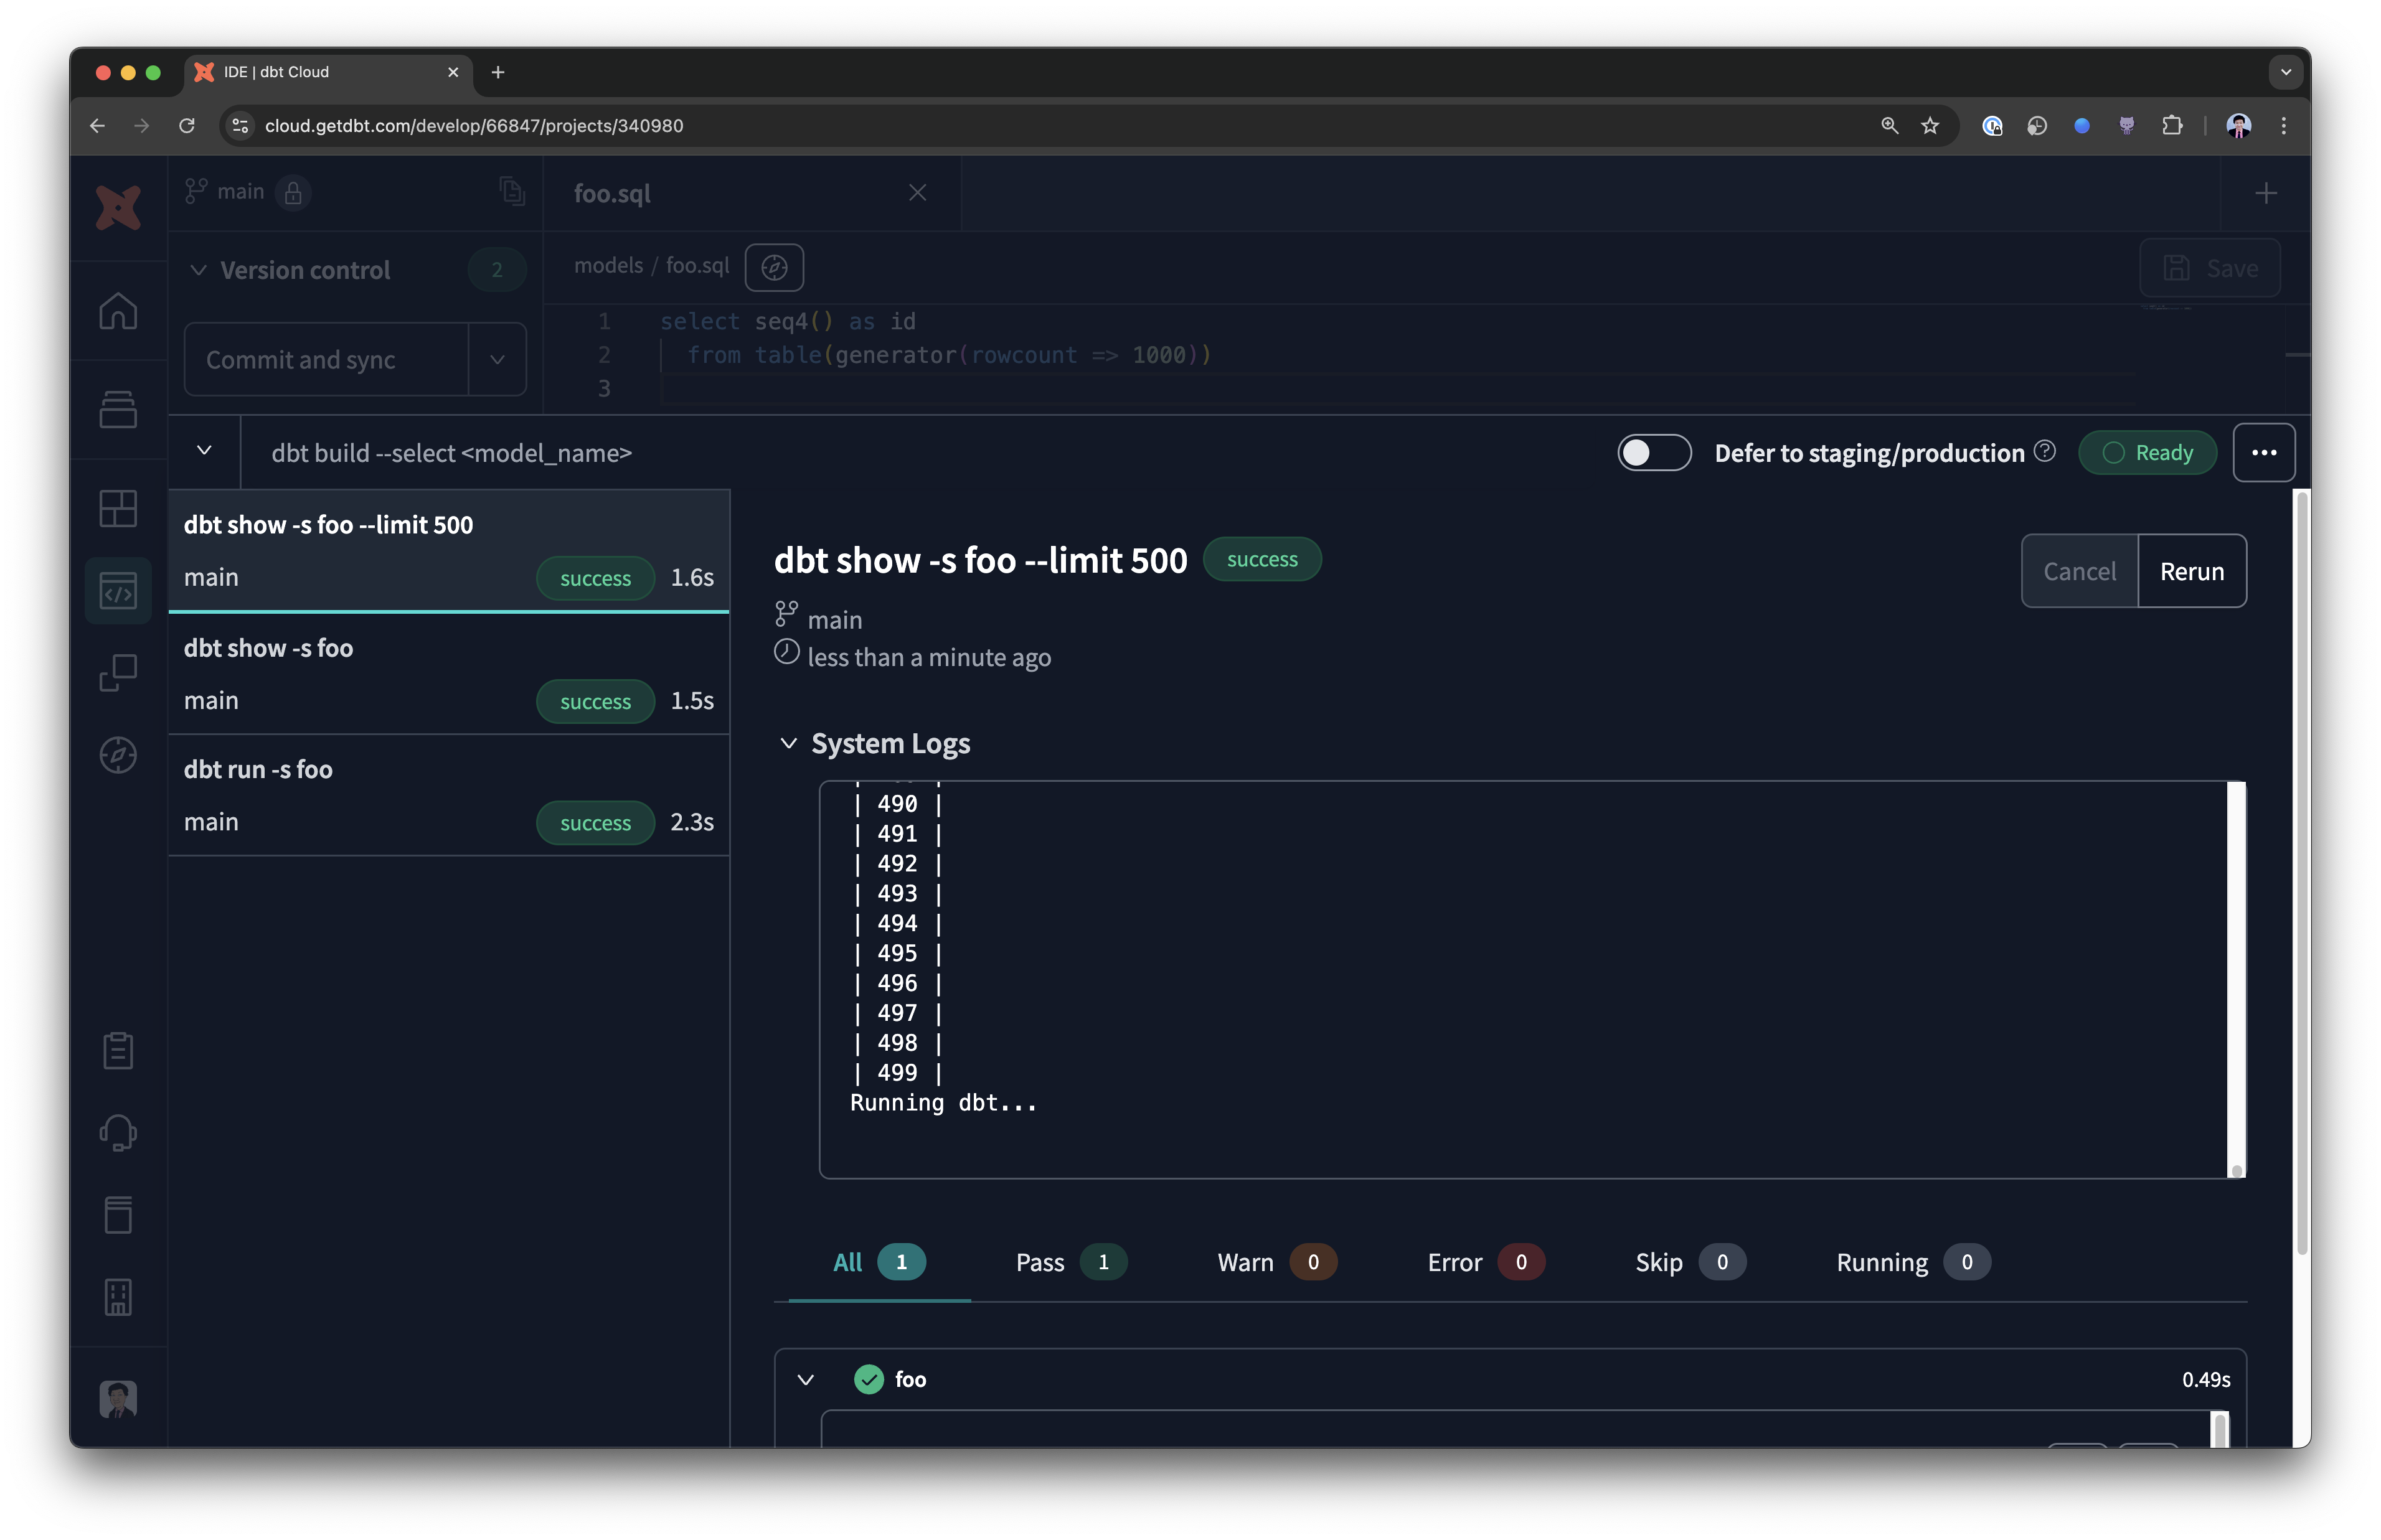 IDE | dbt Cloud
cloud.getdbt.com/develop/66847/projects/340980
main
foo.sql
Version control 2
models / foo.sql
Save
Commit and sync
1 select seq4() as id
2 from table(generator(rowcount => 1000))
3
dbt build --select <model_name>
Defer to staging/production
Ready
dbt show -s foo --limit 500
main success 1.6s
dbt show -s foo
main success 1.5s
dbt run -s foo
main success 2.3s
dbt show -s foo --limit 500 success
Cancel Rerun
main
less than a minute ago
System Logs
| 490 |
| 491 |
| 492 |
| 493 |
| 494 |
| 495 |
| 496 |
| 497 |
| 498 |
| 499 |
Running dbt...
All 1 Pass 1 Warn 0 Error 0 Skip 0 Running 0
foo 0.49s